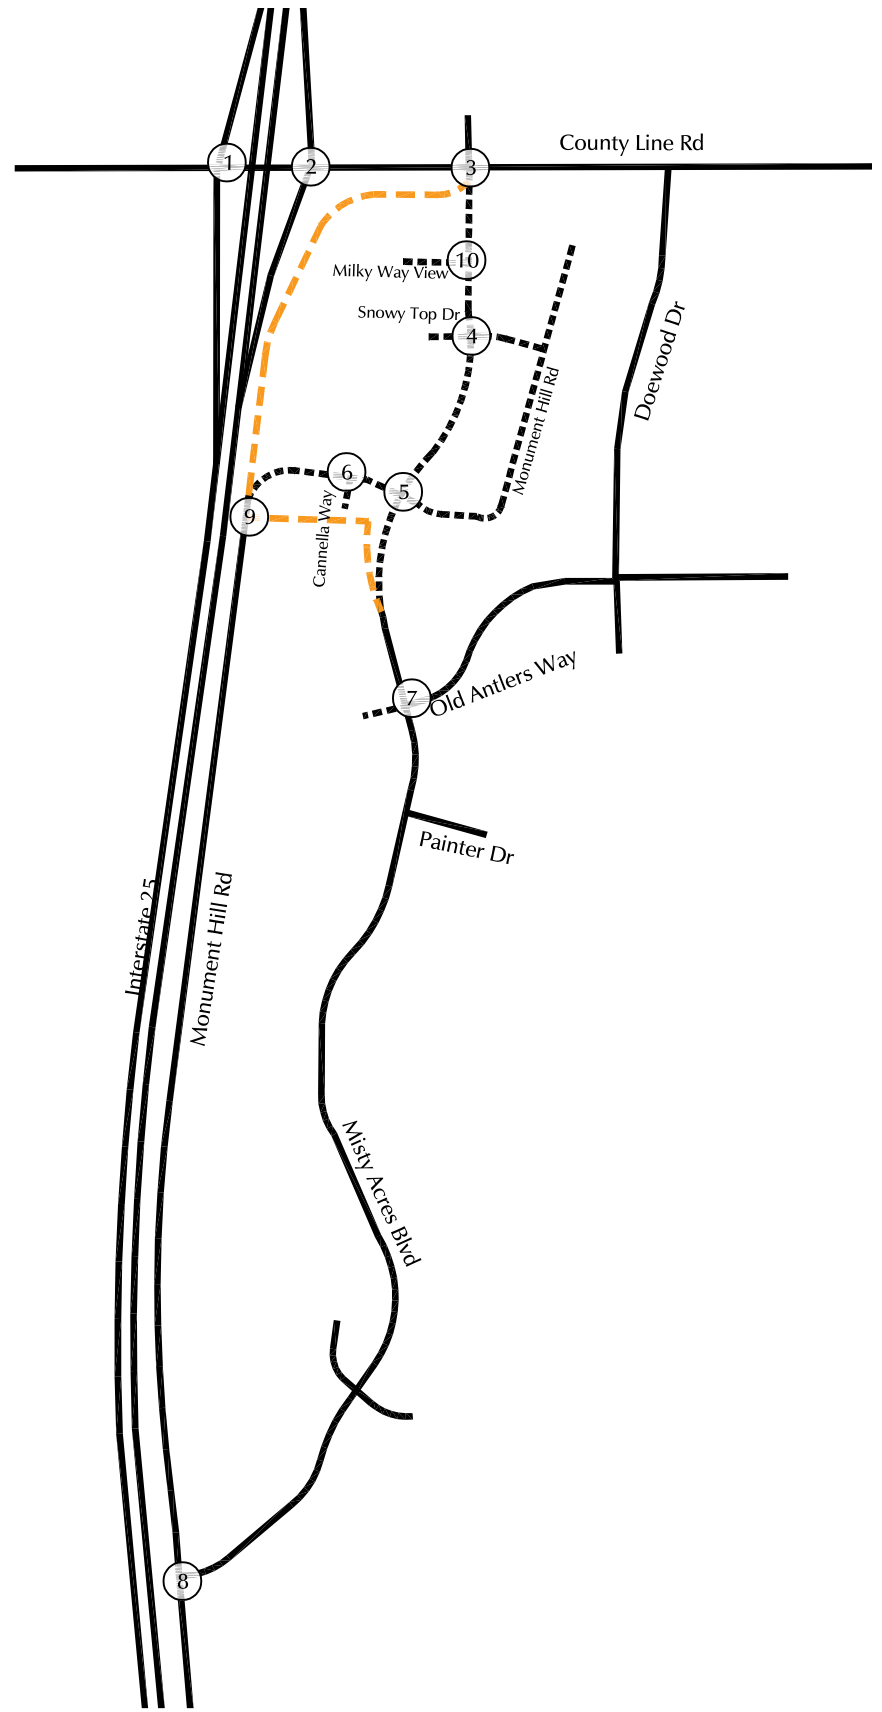 County Line Rd
1
2
3
10
Milky Way View
Snowy Top Dr
4
Doewood Dr
Monument Hill Rd
6
5
Cannella Way
9
Old Antlers Way
7
Painter Dr
Interstate 25
Monument Hill Rd
Misty Acres Blvd
8